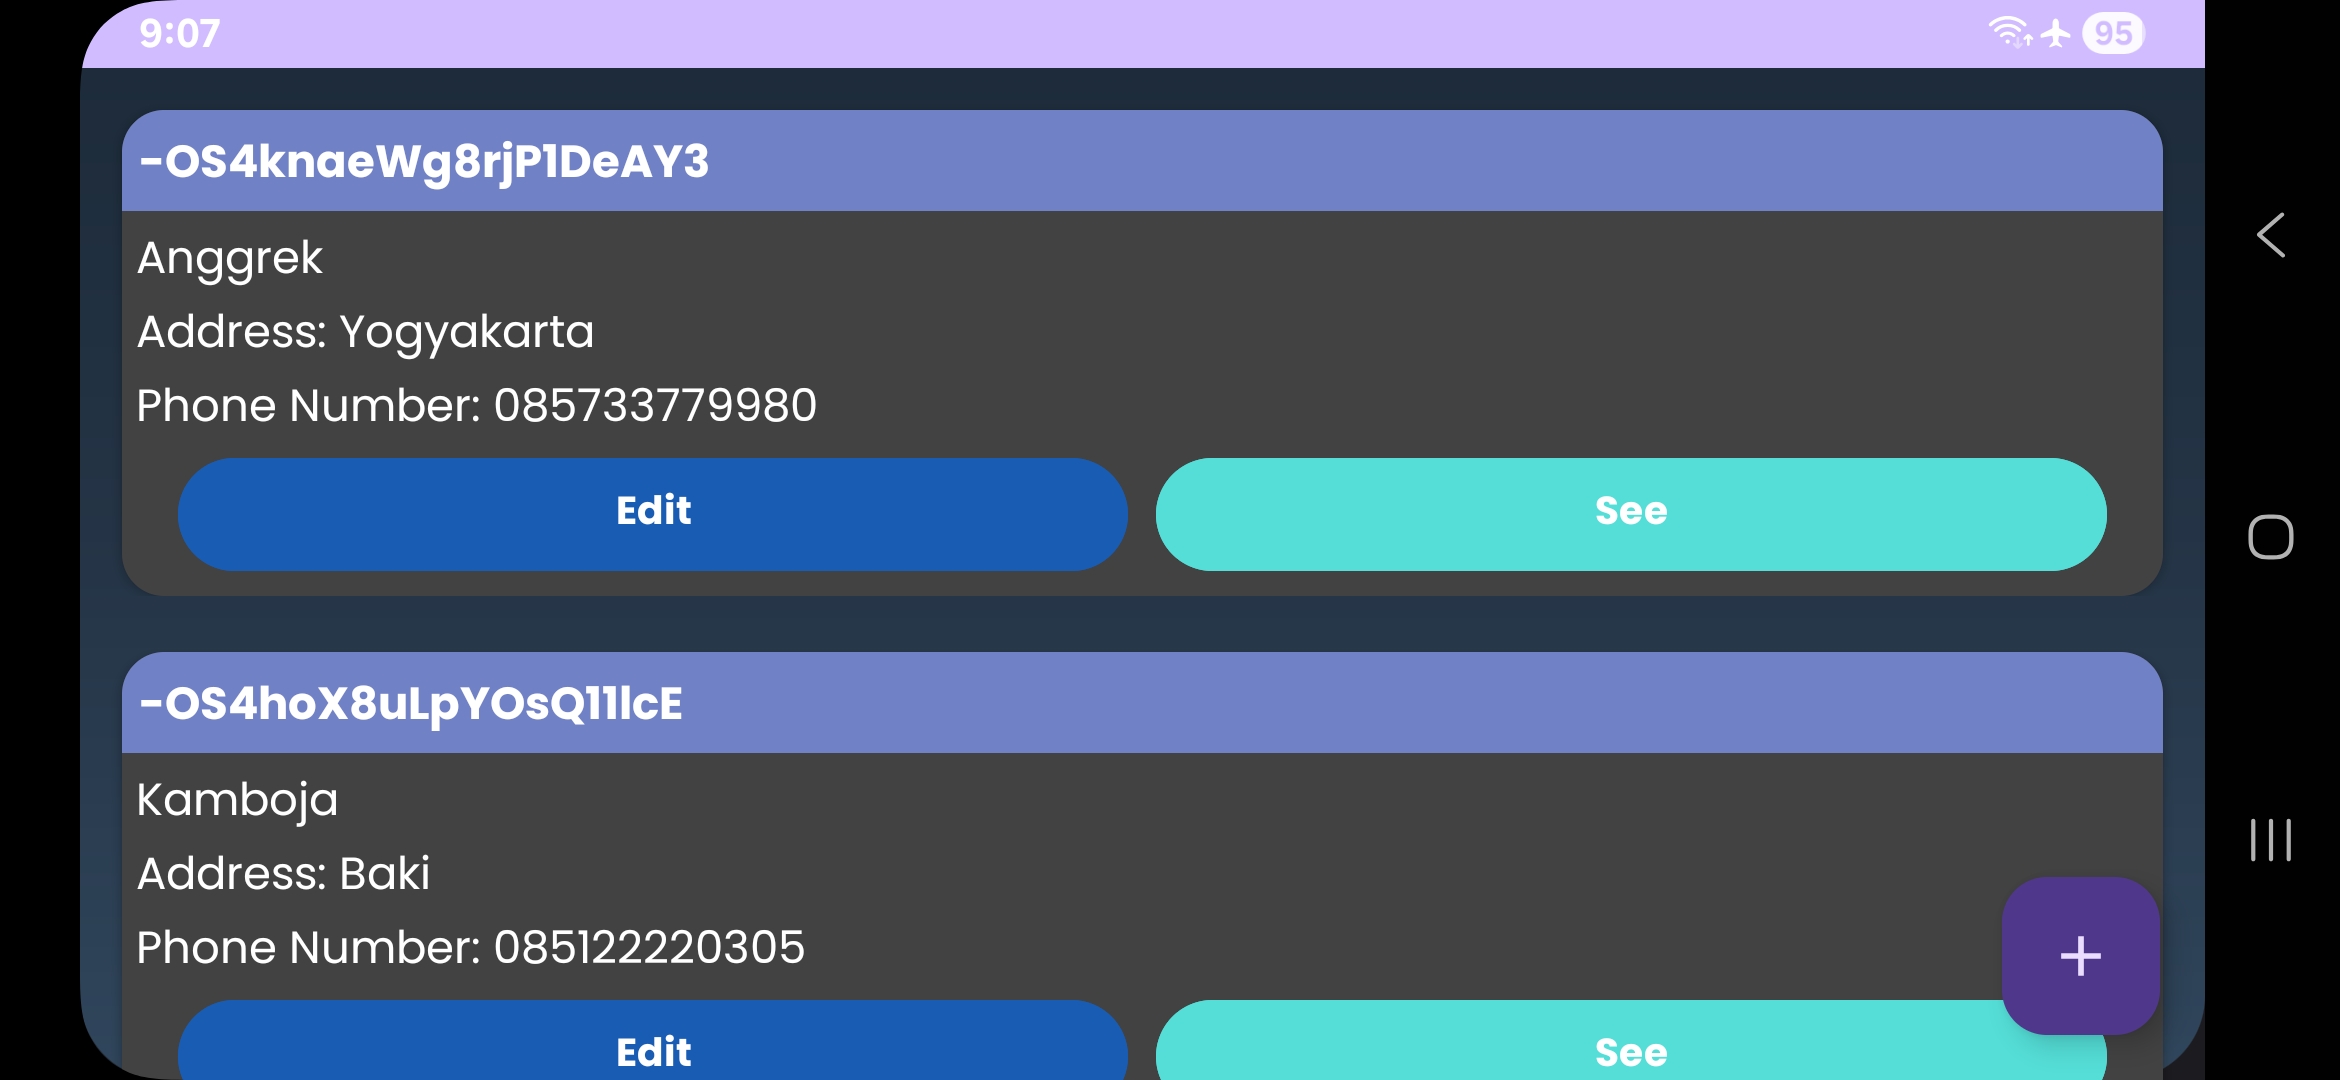 9:07
95
-OS4knaeWg8rjP1DeAY3
Anggrek
Address: Yogyakarta
Phone Number: 085733779980
Edit
See
-OS4hoX8uLpYOsQ11lcE
Kamboja
Address: Baki
Phone Number: 085122220305
Edit
See